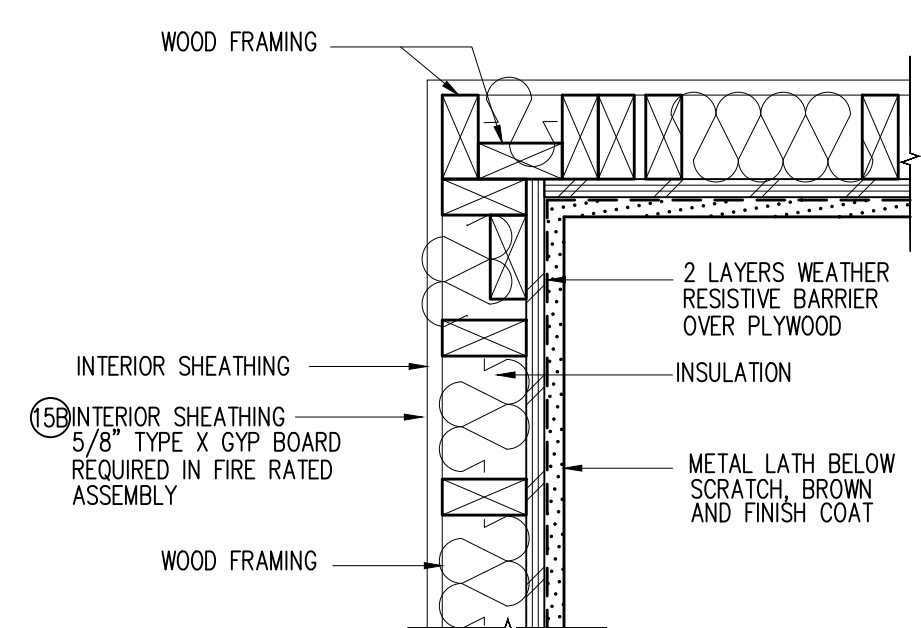 WOOD FRAMING
2 LAYERS WEATHER
RESISTIVE BARRIER
OVER PLYWOOD
INTERIOR SHEATHING
INSULATION
15B INTERIOR SHEATHING
5/8" TYPE X GYP BOARD
REQUIRED IN FIRE RATED
ASSEMBLY
METAL LATH BELOW
SCRATCH, BROWN
AND FINISH COAT
WOOD FRAMING